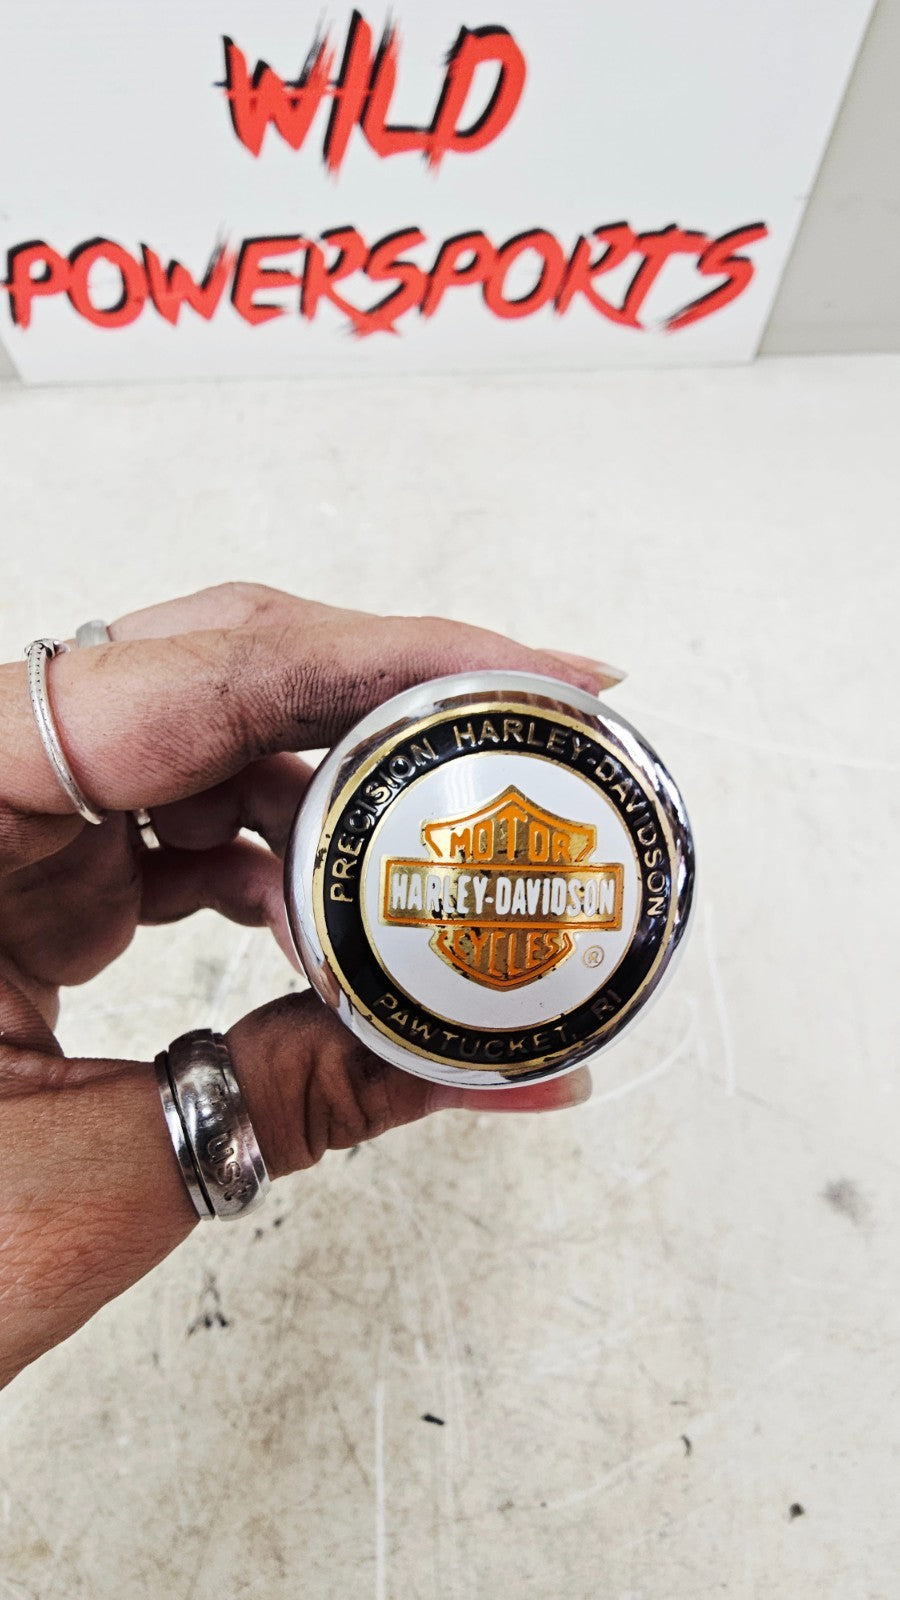 WILD
POWERSPORTS
PRECISION HARLEY-DAVIDSON
MOTOR
HARLEY-DAVIDSON
CYCLES
®
PAWTUCKET, RI